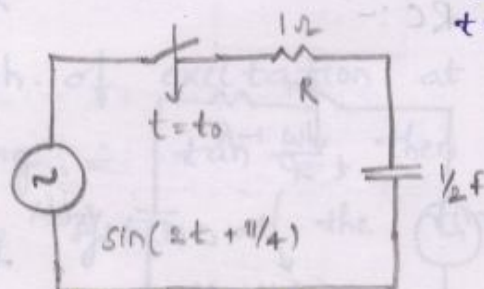 1Ω
t
R
t = t₀
1/2 F
sin(2t + π/4)